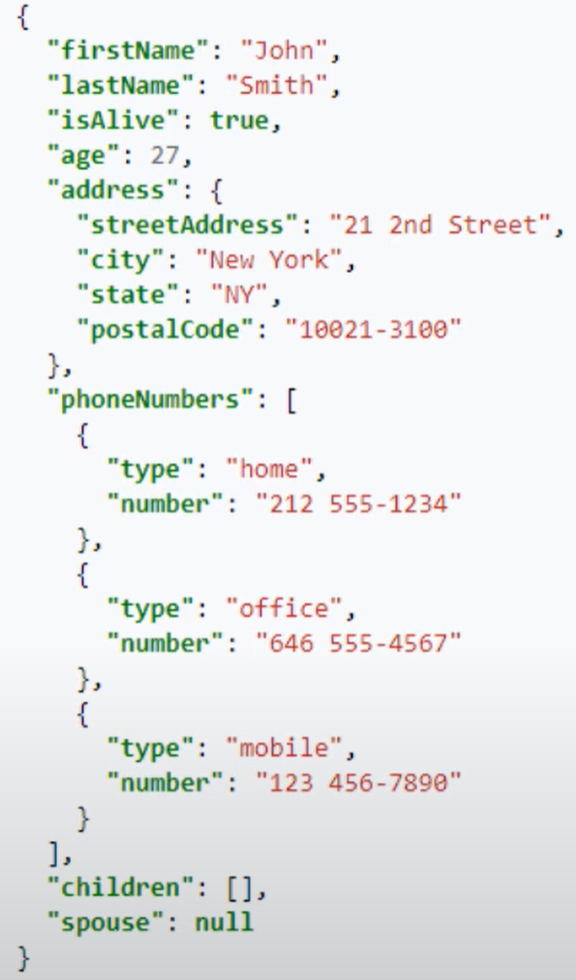 {
  "firstName": "John",
  "lastName": "Smith",
  "isAlive": true,
  "age": 27,
  "address": {
    "streetAddress": "21 2nd Street",
    "city": "New York",
    "state": "NY",
    "postalCode": "10021-3100"
  },
  "phoneNumbers": [
    {
      "type": "home",
      "number": "212 555-1234"
    },
    {
      "type": "office",
      "number": "646 555-4567"
    },
    {
      "type": "mobile",
      "number": "123 456-7890"
    }
  ],
  "children": [],
  "spouse": null
}